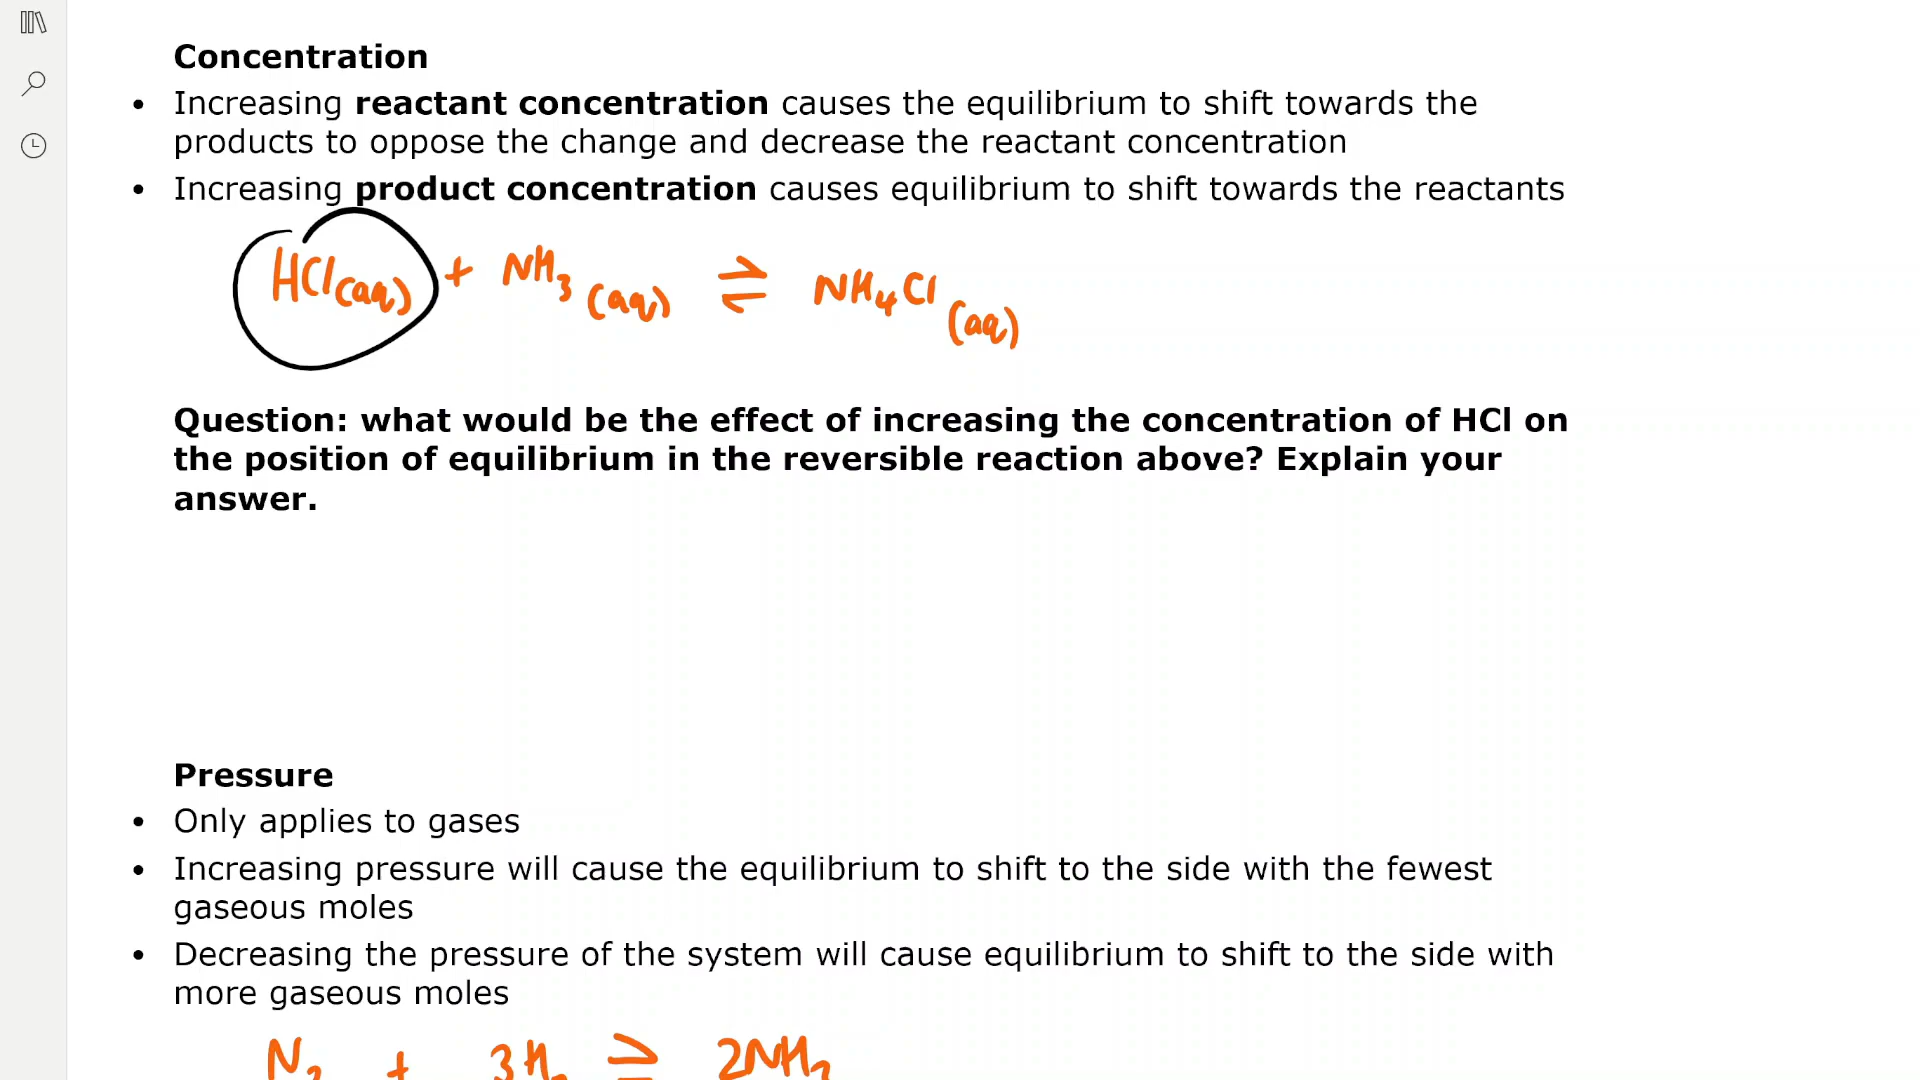 Concentration
• Increasing reactant concentration causes the equilibrium to shift towards the
products to oppose the change and decrease the reactant concentration
• Increasing product concentration causes equilibrium to shift towards the reactants
HCl(aq) + NH₃ (aq) ⇌ NH₄Cl (aq)
Question: what would be the effect of increasing the concentration of HCl on
the position of equilibrium in the reversible reaction above? Explain your
answer.
Pressure
• Only applies to gases
• Increasing pressure will cause the equilibrium to shift to the side with the fewest
gaseous moles
• Decreasing the pressure of the system will cause equilibrium to shift to the side with
more gaseous moles
N₂ + 3H₂ ⇌ 2NH₃